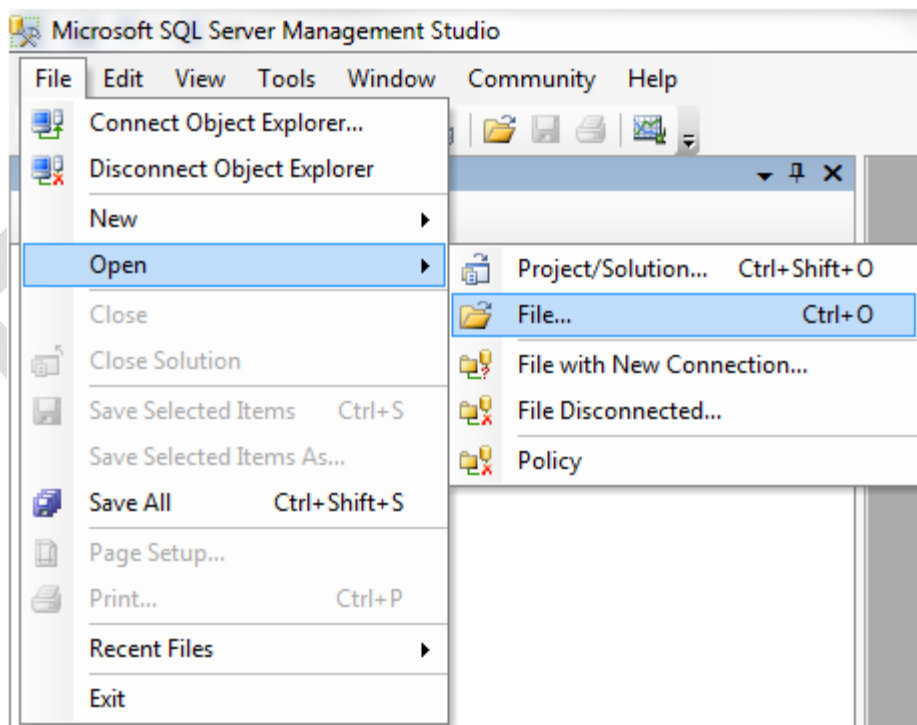 Microsoft SQL Server Management Studio
File Edit View Tools Window Community Help
Connect Object Explorer...
Disconnect Object Explorer
New
Open
Close
Close Solution
Save Selected Items Ctrl+S
Save Selected Items As...
Save All Ctrl+Shift+S
Page Setup...
Print... Ctrl+P
Recent Files
Exit
Project/Solution... Ctrl+Shift+O
File... Ctrl+O
File with New Connection...
File Disconnected...
Policy